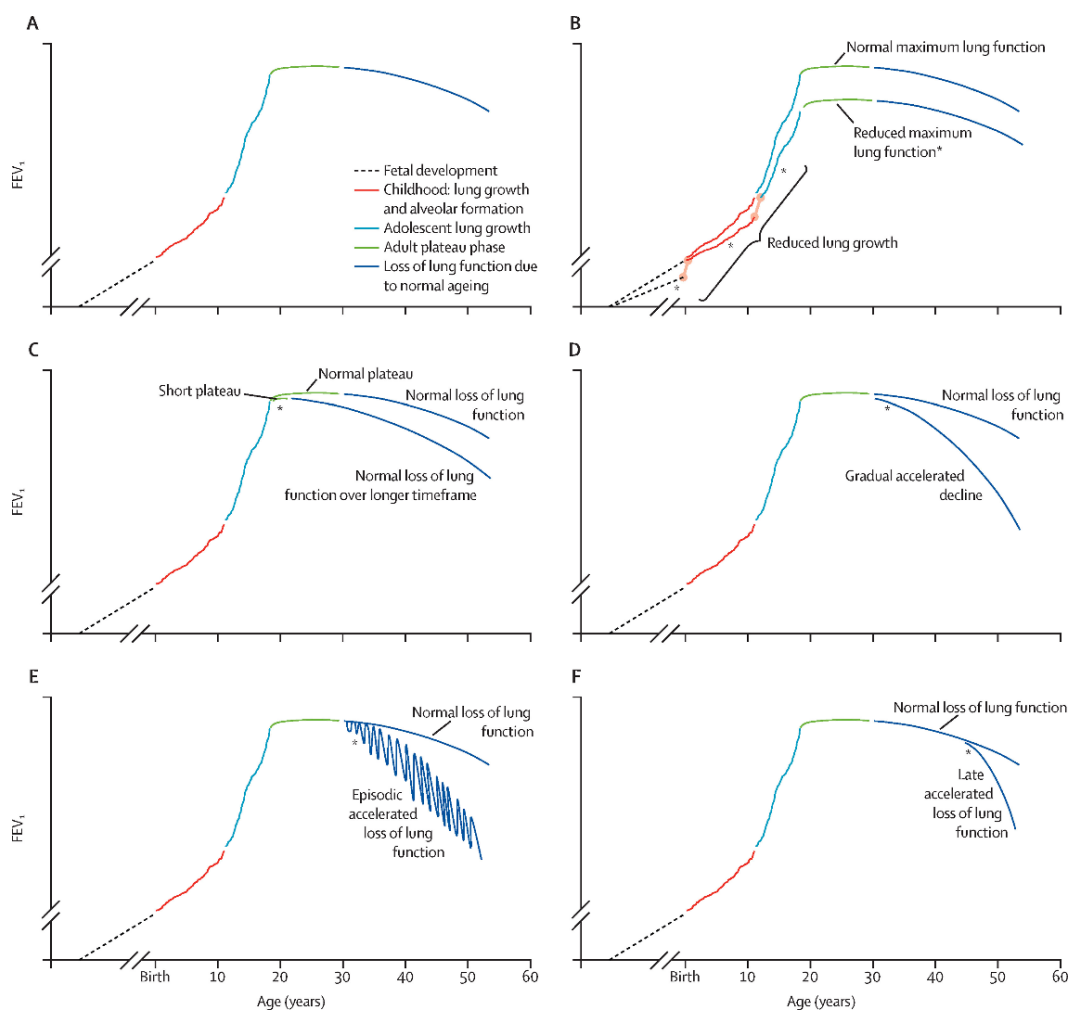 A
FEV₁
Fetal development
Childhood: lung growth
and alveolar formation
Adolescent lung growth
Adult plateau phase
Loss of lung function due
to normal ageing
B
Normal maximum lung function
Reduced maximum
lung function*
*
*
*
Reduced lung growth
C
FEV₁
Short plateau
Normal plateau
*
Normal loss of lung
function
Normal loss of lung
function over longer timeframe
D
Normal loss of lung
function
*
Gradual accelerated
decline
E
FEV₁
Normal loss of lung
function
*
Episodic
accelerated
loss of lung
function
Birth 10 20 30 40 50 60
Age (years)
F
Normal loss of lung function
*
Late
accelerated
loss of lung
function
Birth 10 20 30 40 50 60
Age (years)